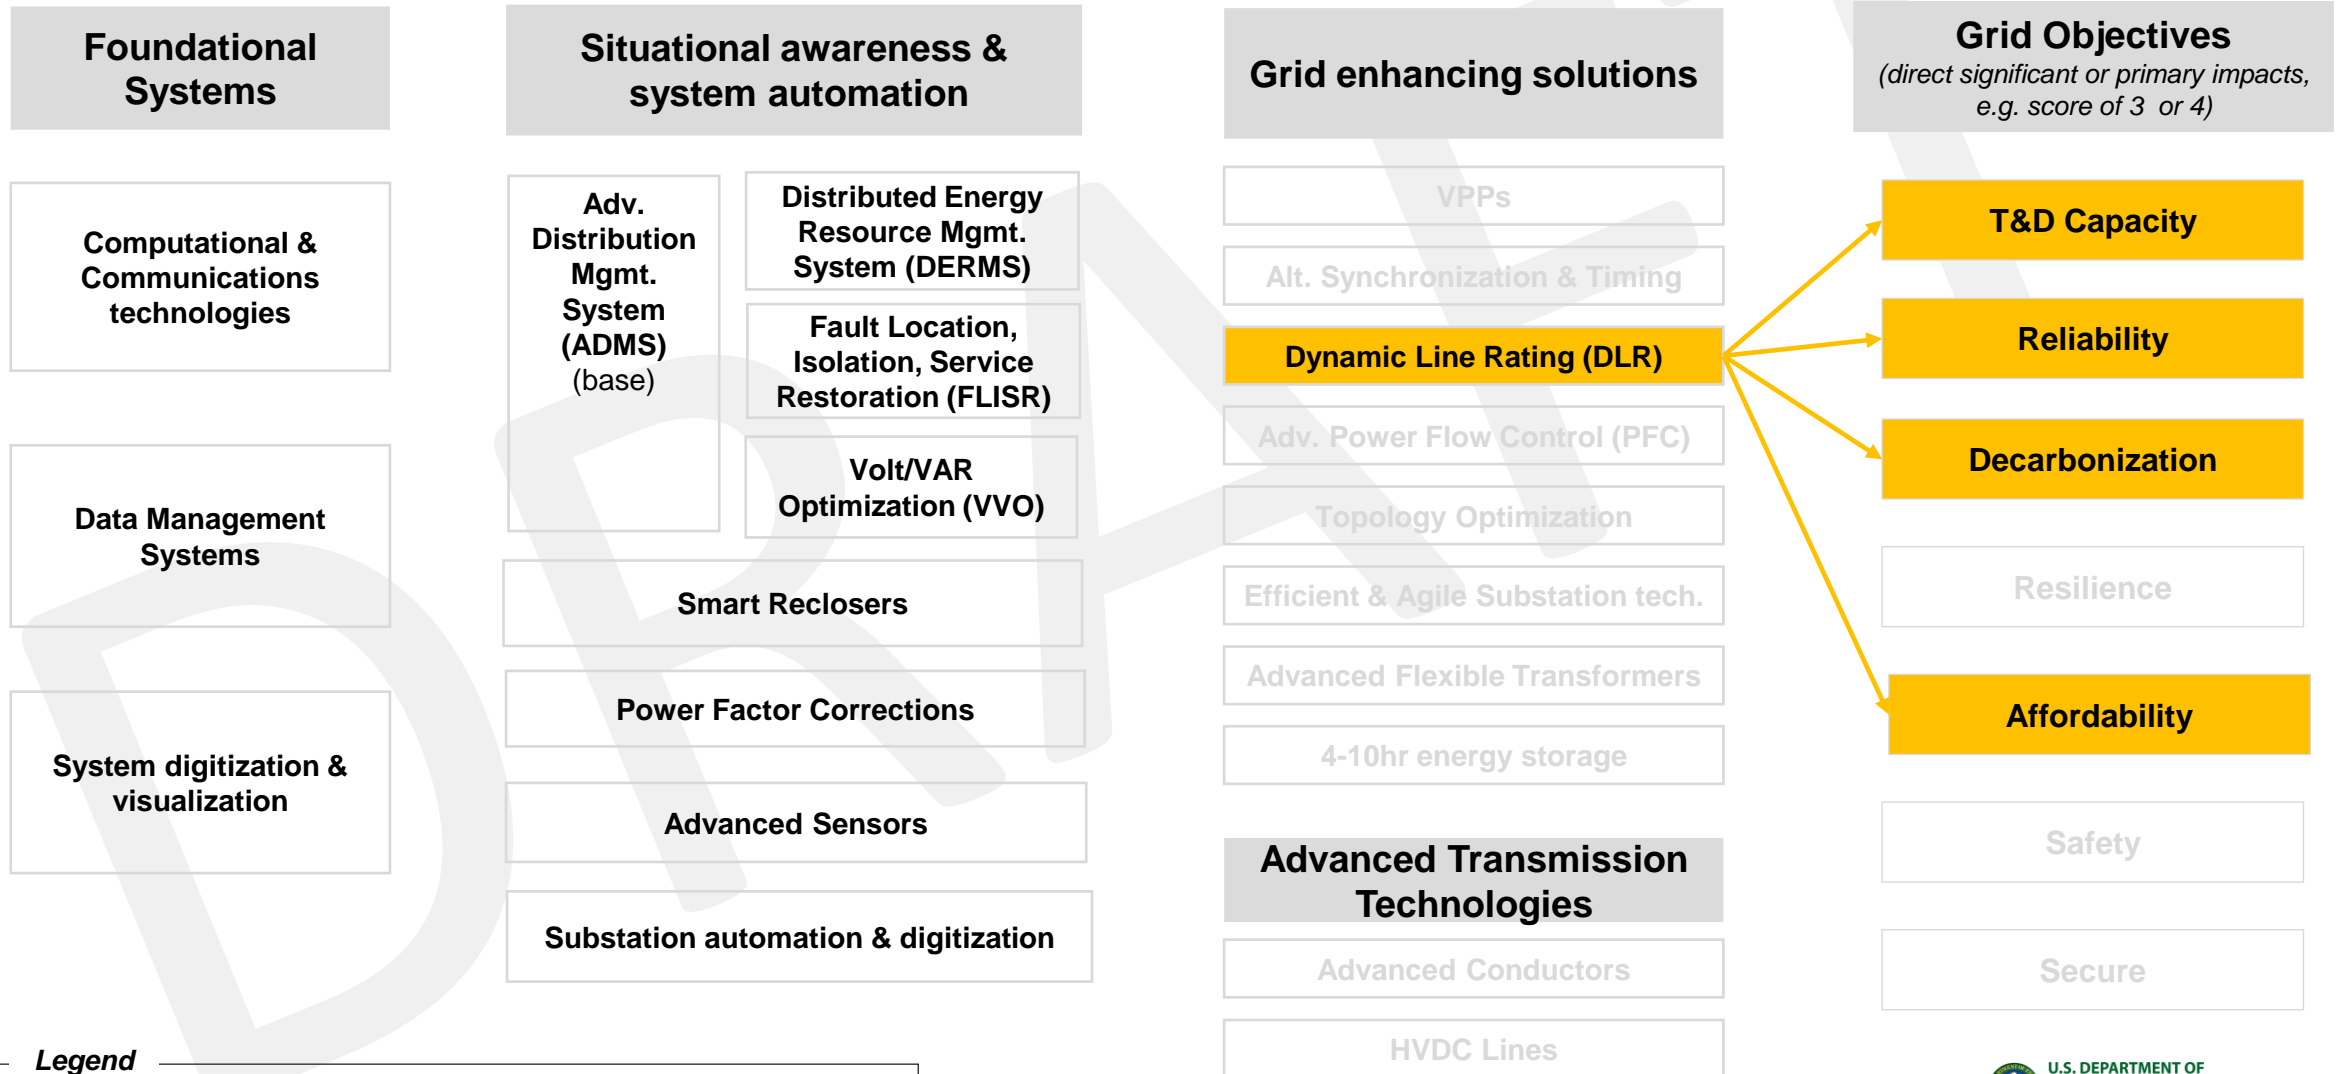 Foundational
Systems
Situational awareness &
system automation
Grid enhancing solutions
Grid Objectives
(direct significant or primary impacts,
e.g. score of 3 or 4)
Computational &
Communications
technologies
Data Management
Systems
System digitization &
visualization
Adv.
Distribution
Mgmt.
System
(ADMS)
(base)
Distributed Energy
Resource Mgmt.
System (DERMS)
Fault Location,
Isolation, Service
Restoration (FLISR)
Volt/VAR
Optimization (VVO)
Smart Reclosers
Power Factor Corrections
Advanced Sensors
Substation automation & digitization
VPPs
Alt. Synchronization & Timing
Dynamic Line Rating (DLR)
Adv. Power Flow Control (PFC)
Topology Optimization
Efficient & Agile Substation tech.
Advanced Flexible Transformers
4-10hr energy storage
Advanced Transmission
Technologies
Advanced Conductors
HVDC Lines
T&D Capacity
Reliability
Decarbonization
Resilience
Affordability
Safety
Secure
Legend
U.S. DEPARTMENT OF
DRAFT